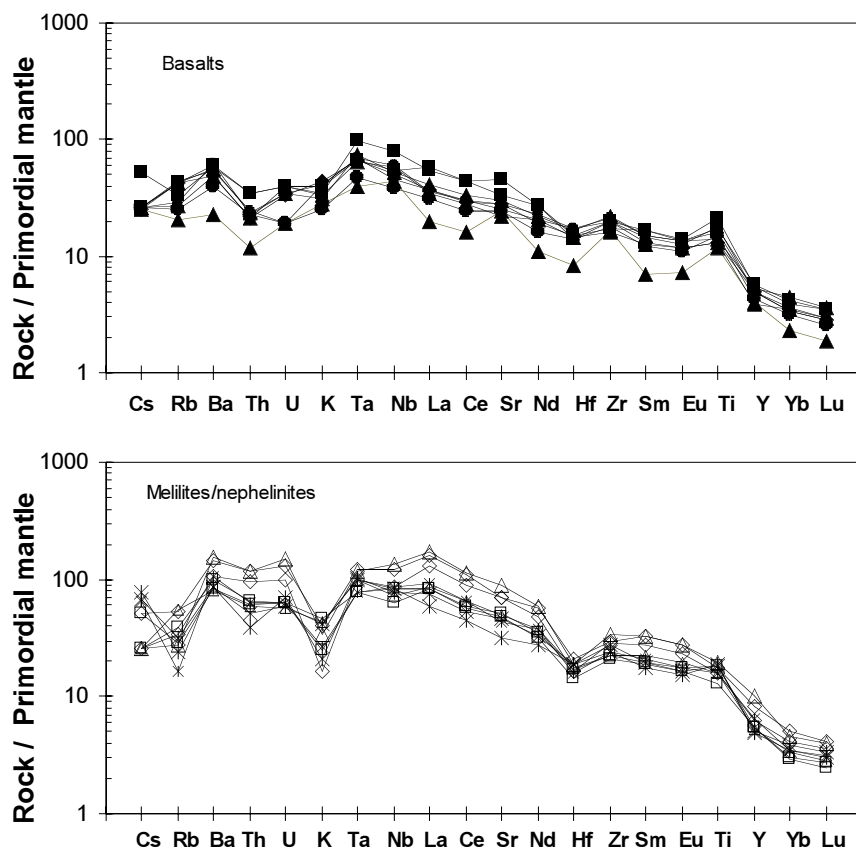 1000
Basalts
100
10
1
Rock / Primordial mantle
Cs Rb Ba Th U K Ta Nb La Ce Sr Nd Hf Zr Sm Eu Ti Y Yb Lu
1000
Melilites/nephelinites
100
10
1
Rock / Primordial mantle
Cs Rb Ba Th U K Ta Nb La Ce Sr Nd Hf Zr Sm Eu Ti Y Yb Lu